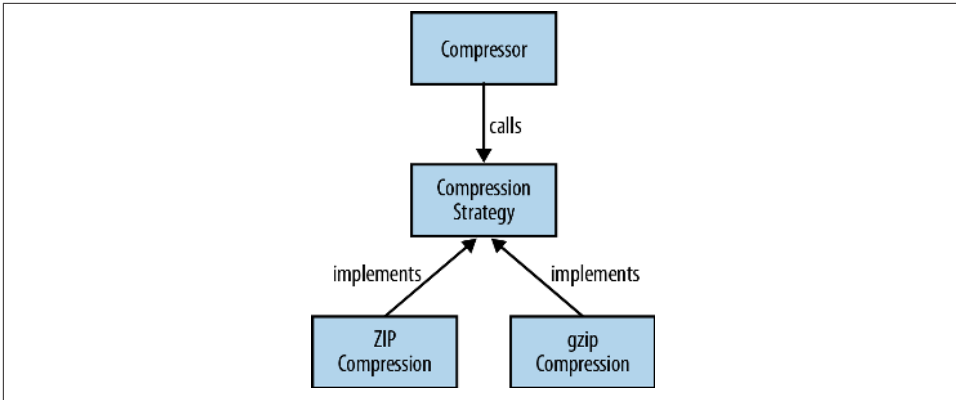 Compressor
calls
Compression
Strategy
implements
implements
ZIP
Compression
gzip
Compression